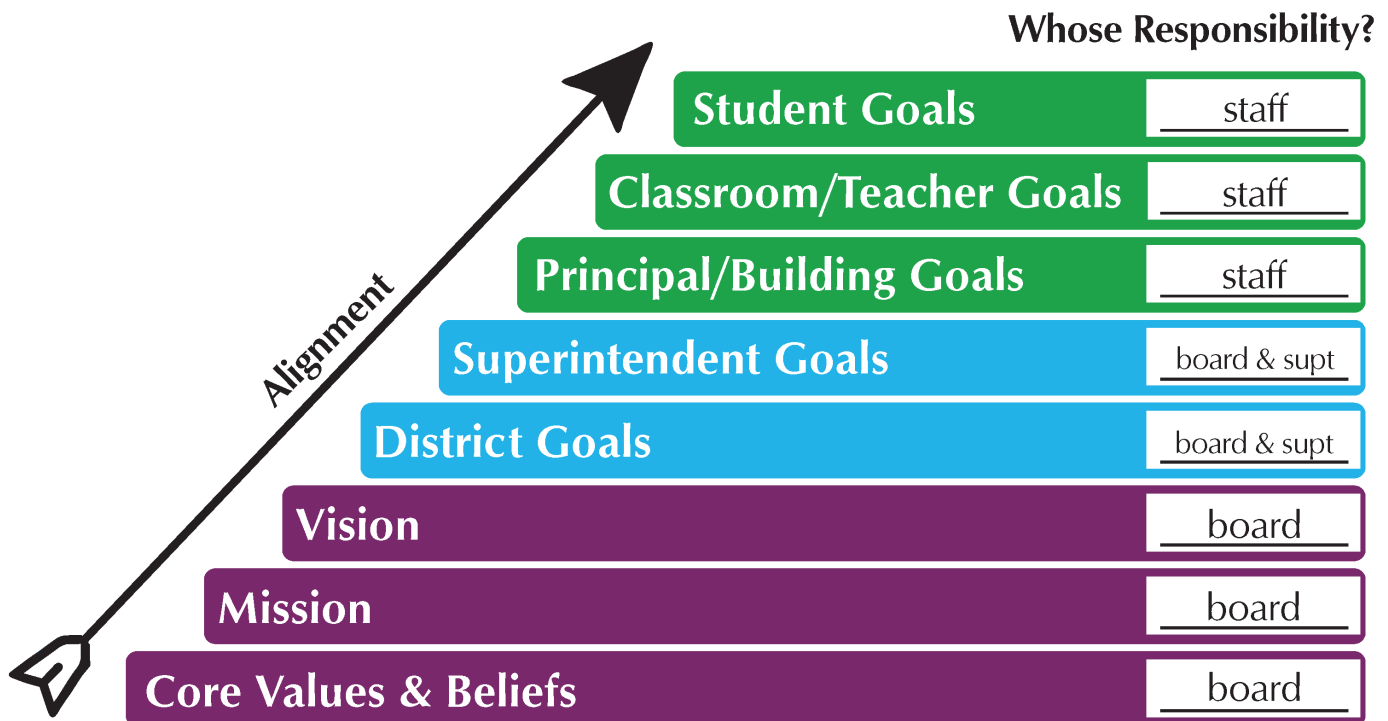 Whose Responsibility?
Student Goals staff
Classroom/Teacher Goals staff
Principal/Building Goals staff
Superintendent Goals board & supt
District Goals board & supt
Vision board
Mission board
Core Values & Beliefs board
Alignment